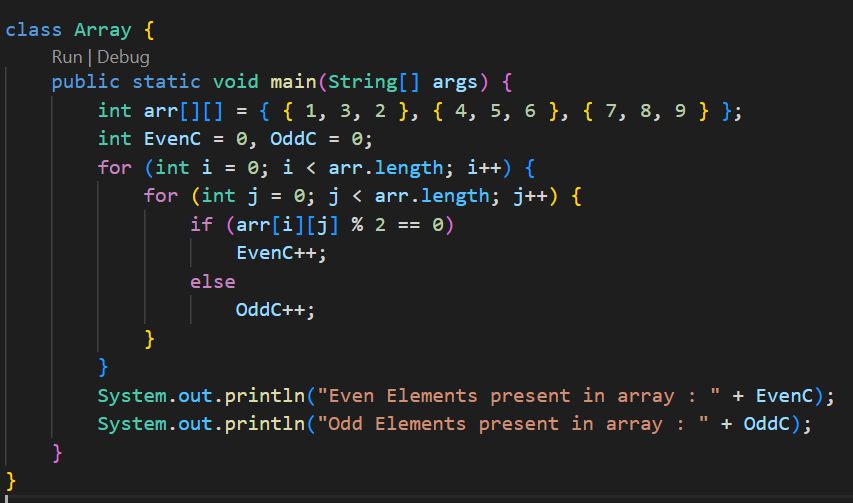 class Array {
Run | Debug
public static void main(String[] args) {
int arr[][] = { { 1, 3, 2 }, { 4, 5, 6 }, { 7, 8, 9 } };
int EvenC = 0, OddC = 0;
for (int i = 0; i < arr.length; i++) {
for (int j = 0; j < arr.length; j++) {
if (arr[i][j] % 2 == 0)
EvenC++;
else
OddC++;
}
}
System.out.println("Even Elements present in array : " + EvenC);
System.out.println("Odd Elements present in array : " + OddC);
}
}